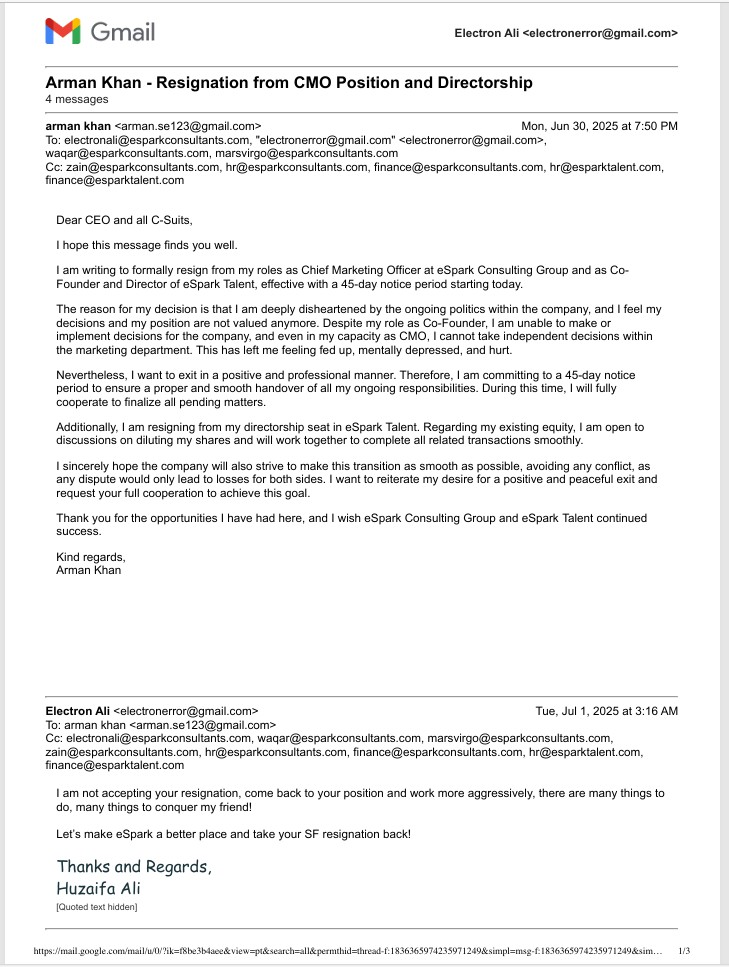 Gmail
Electron Ali <electronerror@gmail.com>
Arman Khan - Resignation from CMO Position and Directorship
4 messages
arman khan <arman.se123@gmail.com> Mon, Jun 30, 2025 at 7:50 PM
To: electronali@esparkconsultants.com, "electronerror@gmail.com" <electronerror@gmail.com>,
waqar@esparkconsultants.com, marsvirgo@esparkconsultants.com
Cc: zain@esparkconsultants.com, hr@esparkconsultants.com, finance@esparkconsultants.com, hr@esparktalent.com,
finance@esparktalent.com
Dear CEO and all C-Suits,
I hope this message finds you well.
I am writing to formally resign from my roles as Chief Marketing Officer at eSpark Consulting Group and as Co-
Founder and Director of eSpark Talent, effective with a 45-day notice period starting today.
The reason for my decision is that I am deeply disheartened by the ongoing politics within the company, and I feel my
decisions and my position are not valued anymore. Despite my role as Co-Founder, I am unable to make or
implement decisions for the company, and even in my capacity as CMO, I cannot take independent decisions within
the marketing department. This has left me feeling fed up, mentally depressed, and hurt.
Nevertheless, I want to exit in a positive and professional manner. Therefore, I am committing to a 45-day notice
period to ensure a proper and smooth handover of all my ongoing responsibilities. During this time, I will fully
cooperate to finalize all pending matters.
Additionally, I am resigning from my directorship seat in eSpark Talent. Regarding my existing equity, I am open to
discussions on diluting my shares and will work together to complete all related transactions smoothly.
I sincerely hope the company will also strive to make this transition as smooth as possible, avoiding any conflict, as
any dispute would only lead to losses for both sides. I want to reiterate my desire for a positive and peaceful exit and
request your full cooperation to achieve this goal.
Thank you for the opportunities I have had here, and I wish eSpark Consulting Group and eSpark Talent continued
success.
Kind regards,
Arman Khan
Electron Ali <electronerror@gmail.com> Tue, Jul 1, 2025 at 3:16 AM
To: arman khan <arman.se123@gmail.com>
Cc: electronali@esparkconsultants.com, waqar@esparkconsultants.com, marsvirgo@esparkconsultants.com,
zain@esparkconsultants.com, hr@esparkconsultants.com, finance@esparkconsultants.com, hr@esparktalent.com,
finance@esparktalent.com
I am not accepting your resignation, come back to your position and work more aggressively, there are many things to
do, many things to conquer my friend!
Let's make eSpark a better place and take your SF resignation back!
Thanks and Regards,
Huzaifa Ali
[Quoted text hidden]
https://mail.google.com/mail/u/0/?ik=f8be3b4aee&view=pt&search=all&permthid=thread-f:1836365974235971249&simpl=msg-f:1836365974235971249&sim… 1/3